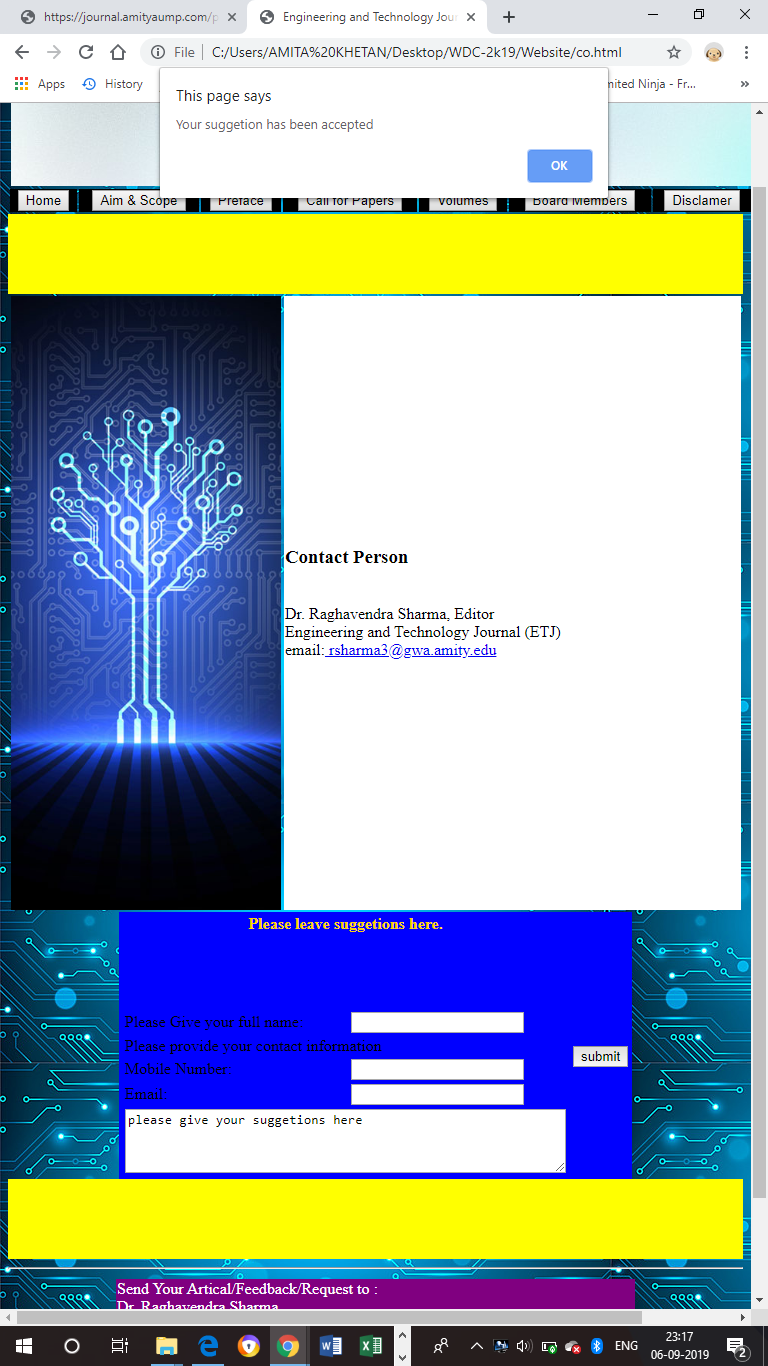 https://journal.amityaump.com/p
Engineering and Technology Jour
File
C:/Users/AMITA%20KHETAN/Desktop/WDC-2k19/Website/co.html
Apps
History
mited Ninja - Fr...
»
This page says
Your suggetion has been accepted
OK
Home
Aim & Scope
Preface
Call for Papers
Volumes
Board Members
Disclamer
Contact Person
Dr. Raghavendra Sharma, Editor
Engineering and Technology Journal (ETJ)
email: rsharma3@gwa.amity.edu
Please leave suggetions here.
Please Give your full name:
Please provide your contact information
Mobile Number:
Email:
submit
please give your suggetions here
Send Your Artical/Feedback/Request to :
Dr. Raghavendra Sharma
ENG
23:17
06-09-2019
2